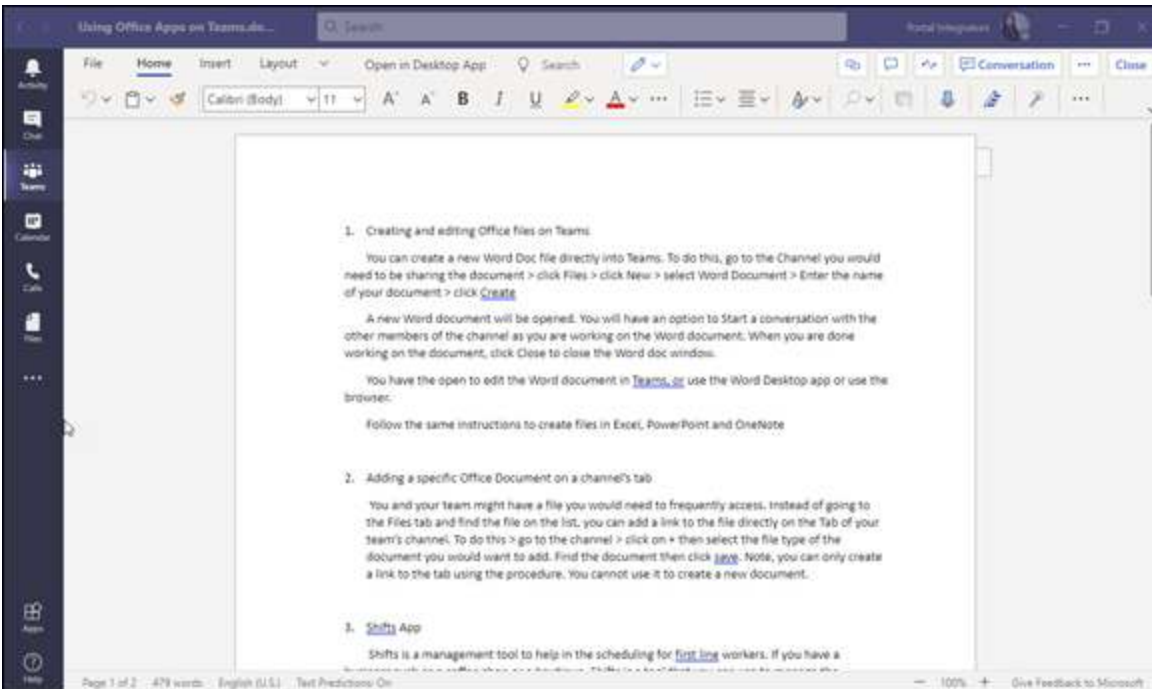 Using Office Apps on Teams.do...
Search
Portal Integrators
Activity
Chat
Teams
Calendar
Calls
Files
Apps
Help
File Home Insert Layout Open in Desktop App Search Conversation Close
Calibri (Body) 11 A A B I U A
1. Creating and editing Office files on Teams
You can create a new Word Doc file directly into Teams. To do this, go to the Channel you would
need to be sharing the document > click Files > click New > select Word Document > Enter the name
of your document > click Create
A new Word document will be opened. You will have an option to Start a conversation with the
other members of the channel as you are working on the Word document. When you are done
working on the document, click Close to close the Word doc window.
You have the open to edit the Word document in Teams, or use the Word Desktop app or use the
browser.
Follow the same instructions to create files in Excel, PowerPoint and OneNote
2. Adding a specific Office Document on a channel's tab
You and your team might have a file you would need to frequently access. Instead of going to
the Files tab and find the file on the list, you can add a link to the file directly on the Tab of your
team's channel. To do this > go to the channel > click on + then select the file type of the
document you would want to add. Find the document then click save. Note, you can only create
a link to the tab using the procedure. You cannot use it to create a new document.
3. Shifts App
Shifts is a management tool to help in the scheduling for first line workers. If you have a
Page 1 of 2 479 words English (U.S.) Text Predictions: On 100% Give Feedback to Microsoft